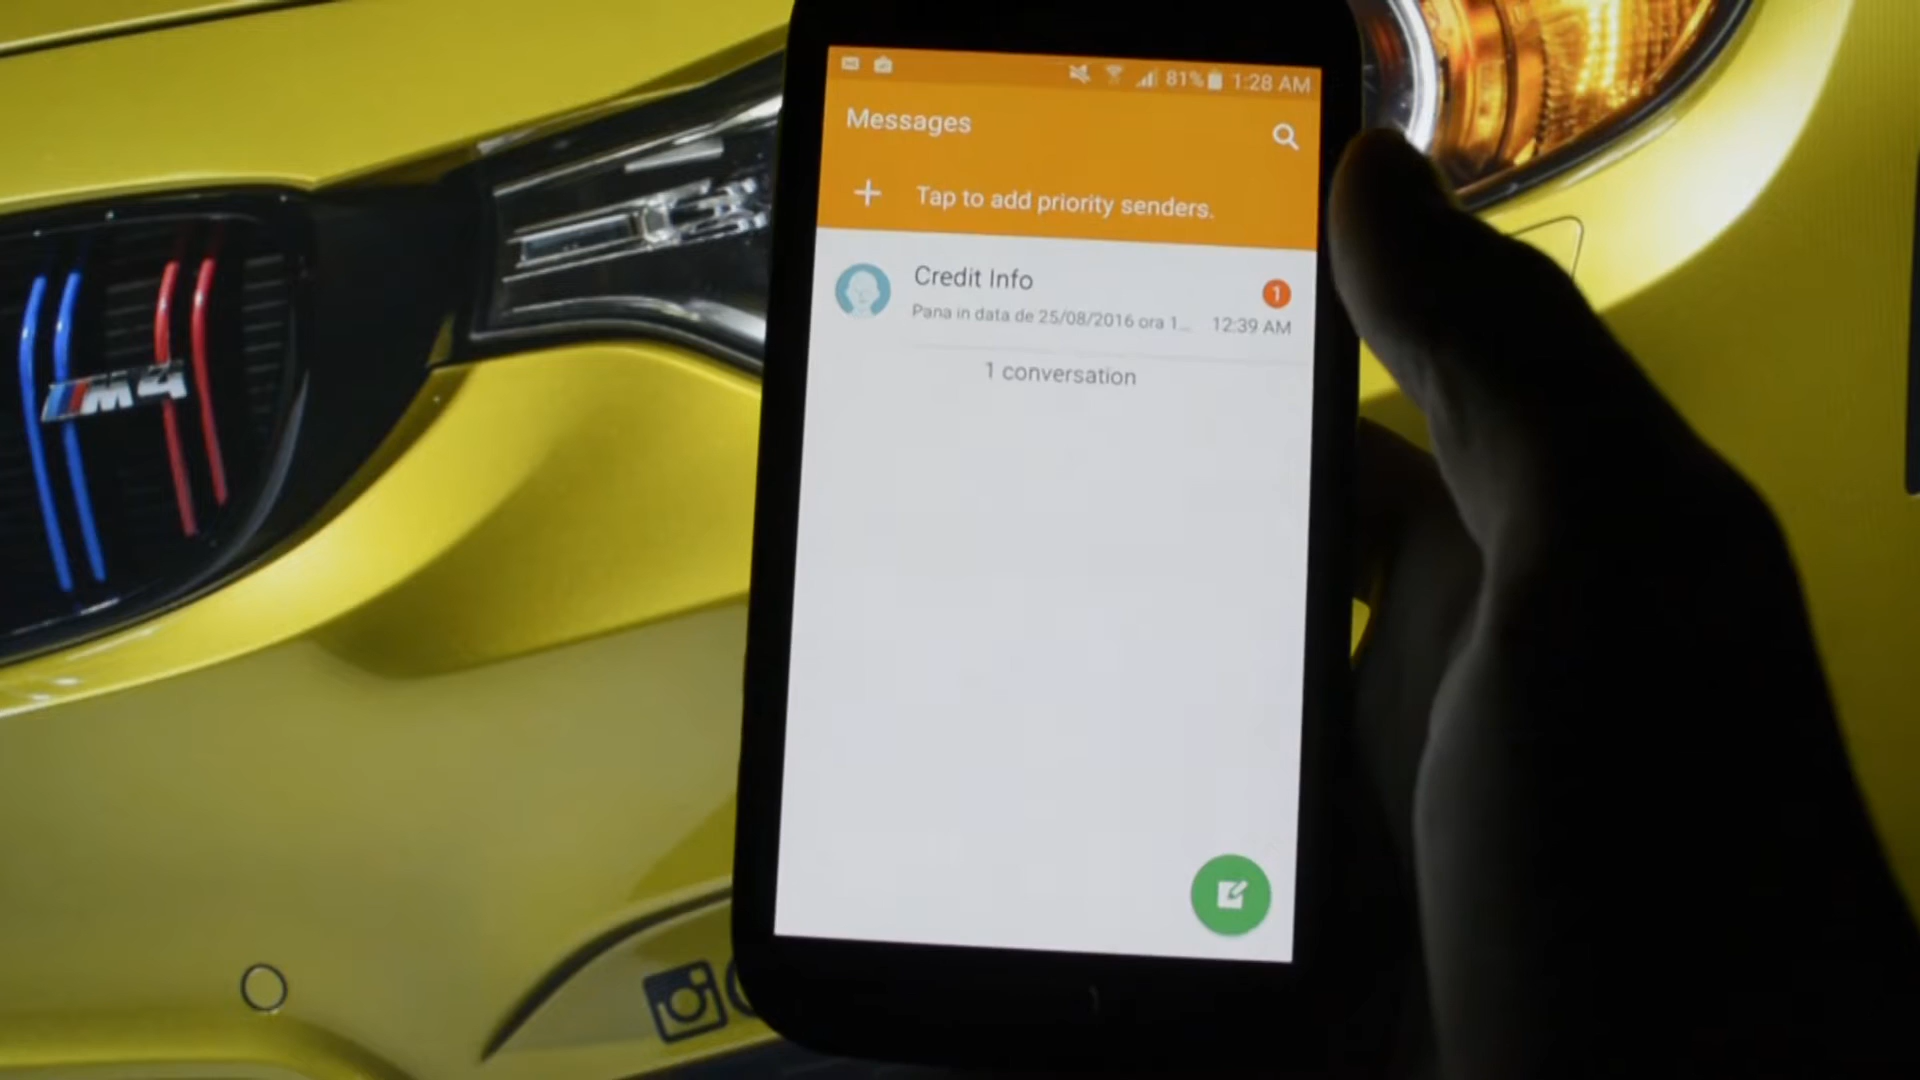 81% 1:28 AM
Messages
Tap to add priority senders.
Credit Info
1
Pana in data de 25/08/2016 ora 1...
12:39 AM
1 conversation
M4